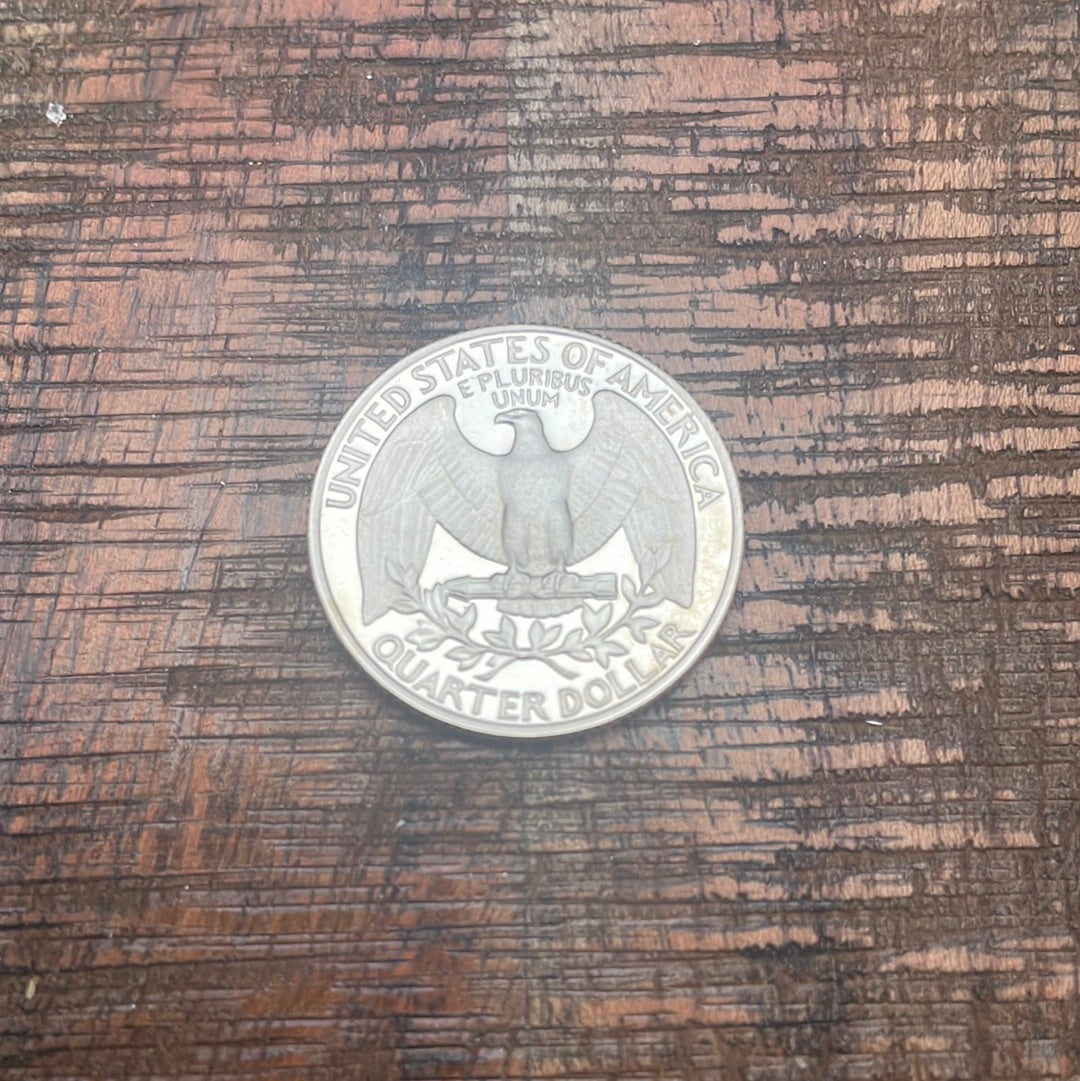 UNITED STATES OF AMERICA
E PLURIBUS
UNUM
QUARTER DOLLAR